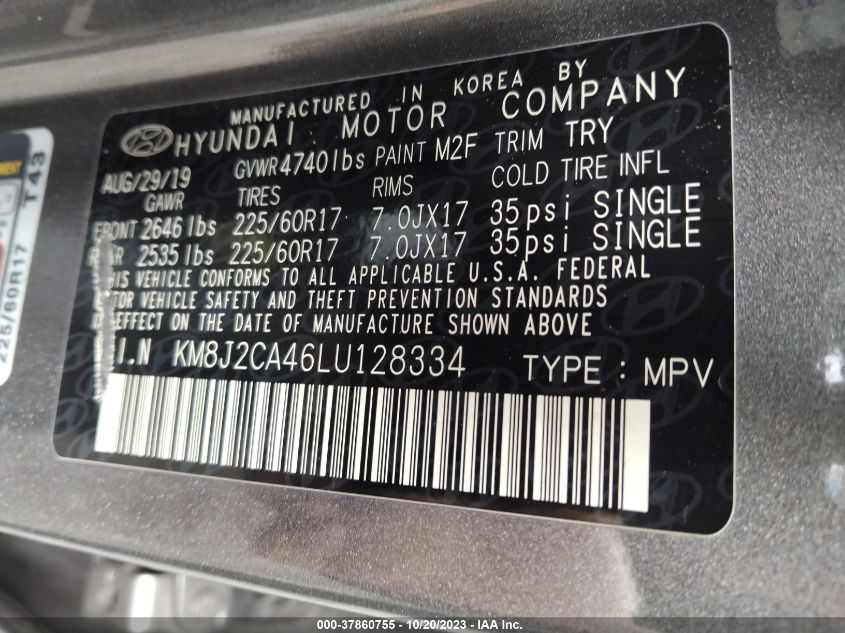 MANUFACTURED IN KOREA BY
HYUNDAI MOTOR COMPANY
AUG/29/19 GVWR 4740lbs PAINT M2F TRIM TRY
GAWR TIRES RIMS COLD TIRE INFL
FRONT 2646lbs 225/60R17 7.0JX17 35psi SINGLE
2535lbs 225/60R17 7.0JX17 35psi SINGLE
VEHICLE CONFORMS TO ALL APPLICABLE U.S.A. FEDERAL
VEHICLE SAFETY AND THEFT PREVENTION STANDARDS
EFFECT ON THE DATE OF MANUFACTURE SHOWN ABOVE
I.N KM8J2CA46LU128334 TYPE : MPV
T43
225/60R17
000-37860755 - 10/20/2023 - IAA Inc.